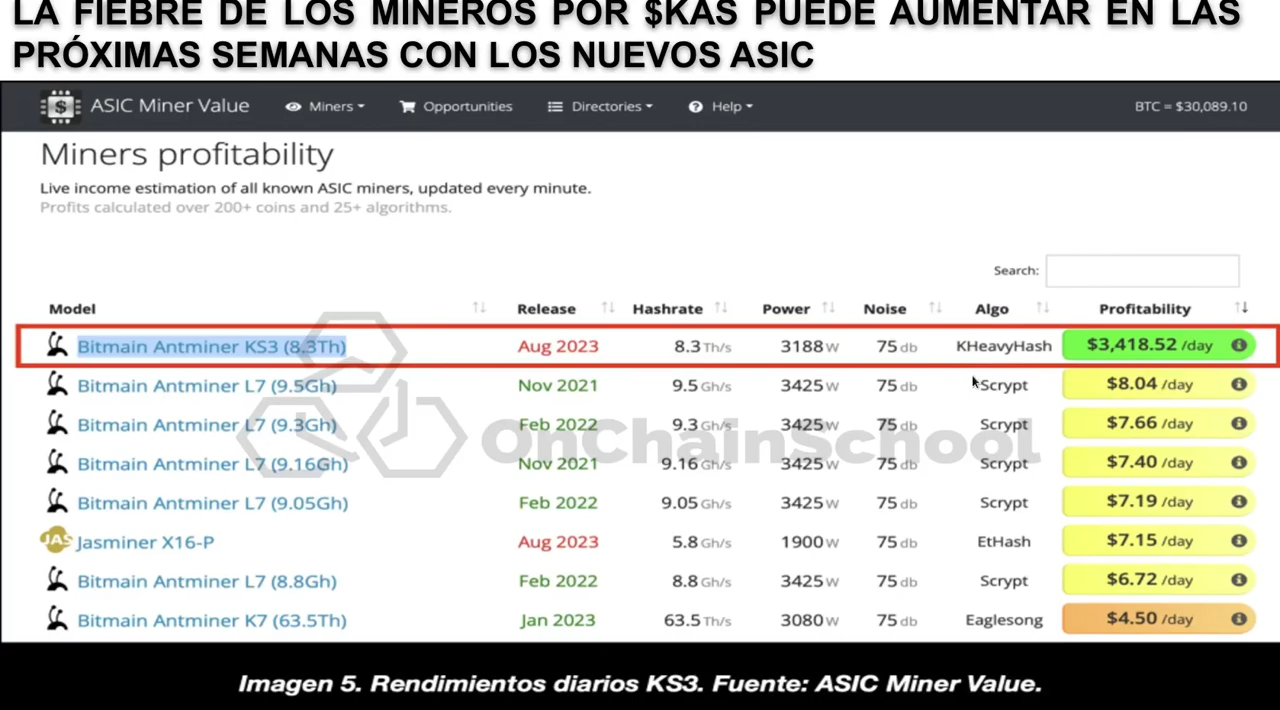 LA FIEBRE DE LOS MINEROS POR $KAS PUEDE AUMENTAR EN LAS
PRÓXIMAS SEMANAS CON LOS NUEVOS ASIC
$ ASIC Miner Value Miners Opportunities Directories Help BTC = $30,089.10
Miners profitability
Live income estimation of all known ASIC miners, updated every minute.
Profits calculated over 200+ coins and 25+ algorithms.
Search:
Model Release Hashrate Power Noise Algo Profitability
Bitmain Antminer KS3 (8.3Th) Aug 2023 8.3 Th/s 3188 W 75 db KHeavyHash $3,418.52 /day
Bitmain Antminer L7 (9.5Gh) Nov 2021 9.5 Gh/s 3425 W 75 db Scrypt $8.04 /day
Bitmain Antminer L7 (9.3Gh) Feb 2022 9.3 Gh/s 3425 W 75 db Scrypt $7.66 /day
OnChainSchool
Bitmain Antminer L7 (9.16Gh) Nov 2021 9.16 Gh/s 3425 W 75 db Scrypt $7.40 /day
Bitmain Antminer L7 (9.05Gh) Feb 2022 9.05 Gh/s 3425 W 75 db Scrypt $7.19 /day
JAS Jasminer X16-P Aug 2023 5.8 Gh/s 1900 W 75 db EtHash $7.15 /day
Bitmain Antminer L7 (8.8Gh) Feb 2022 8.8 Gh/s 3425 W 75 db Scrypt $6.72 /day
Bitmain Antminer K7 (63.5Th) Jan 2023 63.5 Th/s 3080 W 75 db Eaglesong $4.50 /day
Imagen 5. Rendimientos diarios KS3. Fuente: ASIC Miner Value.